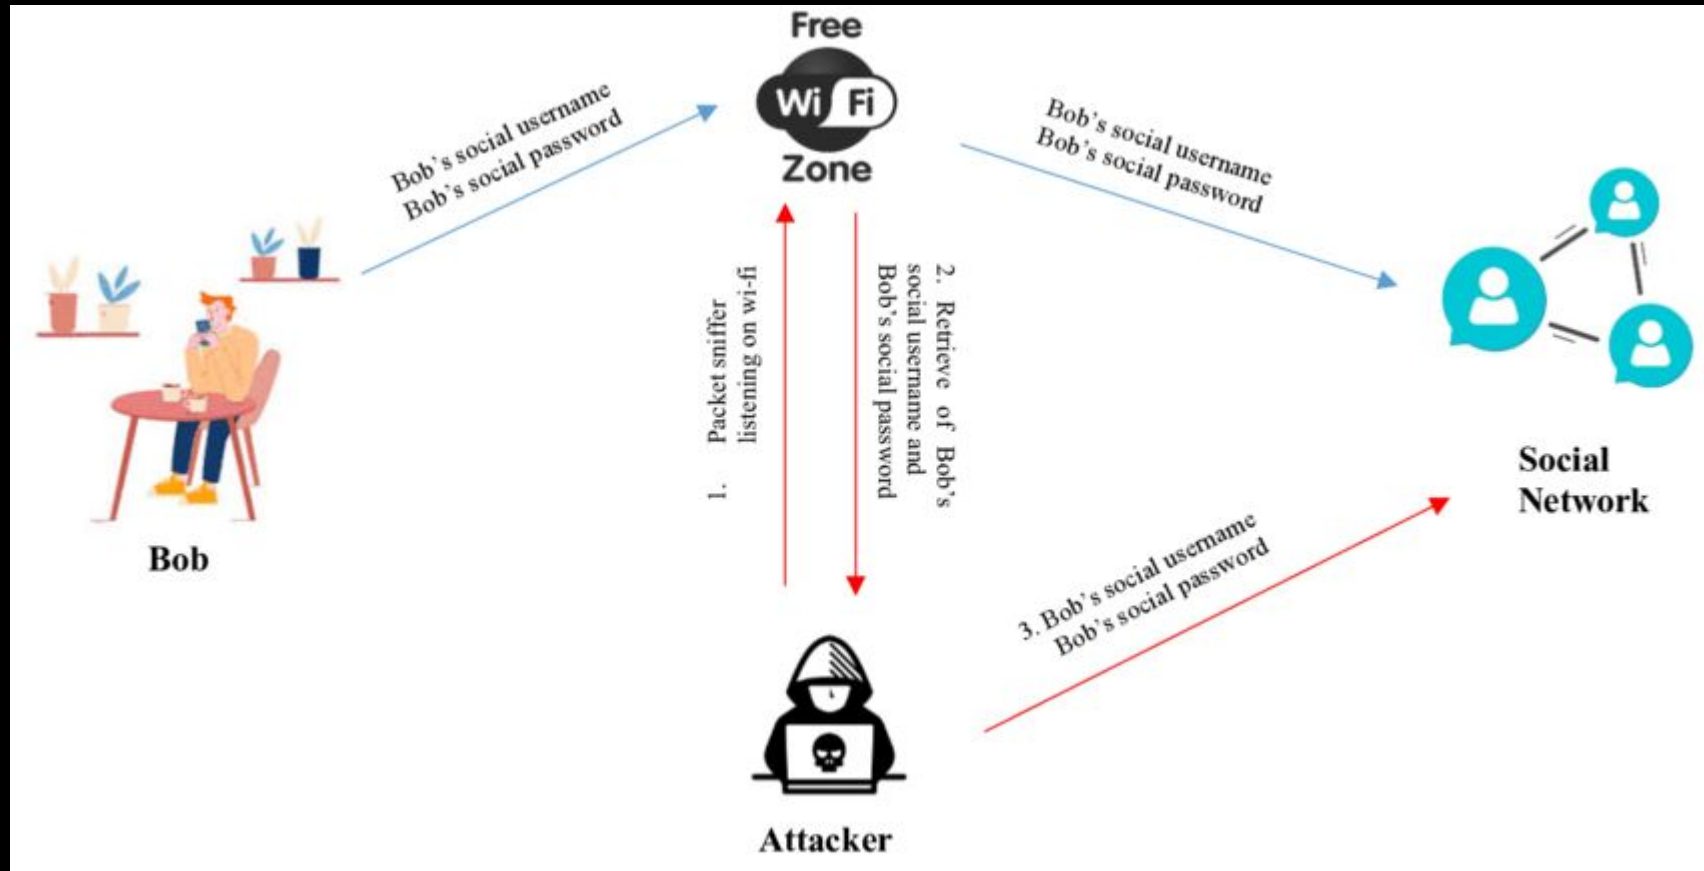 Free
Wi Fi
Zone
Bob's social username
Bob's social password
Bob's social username
Bob's social password
1. Packet sniffer
listening on wi-fi
2. Retrieve of Bob's
social username and
Bob's social password
Social
Network
Bob
3. Bob's social username
Bob's social password
Attacker